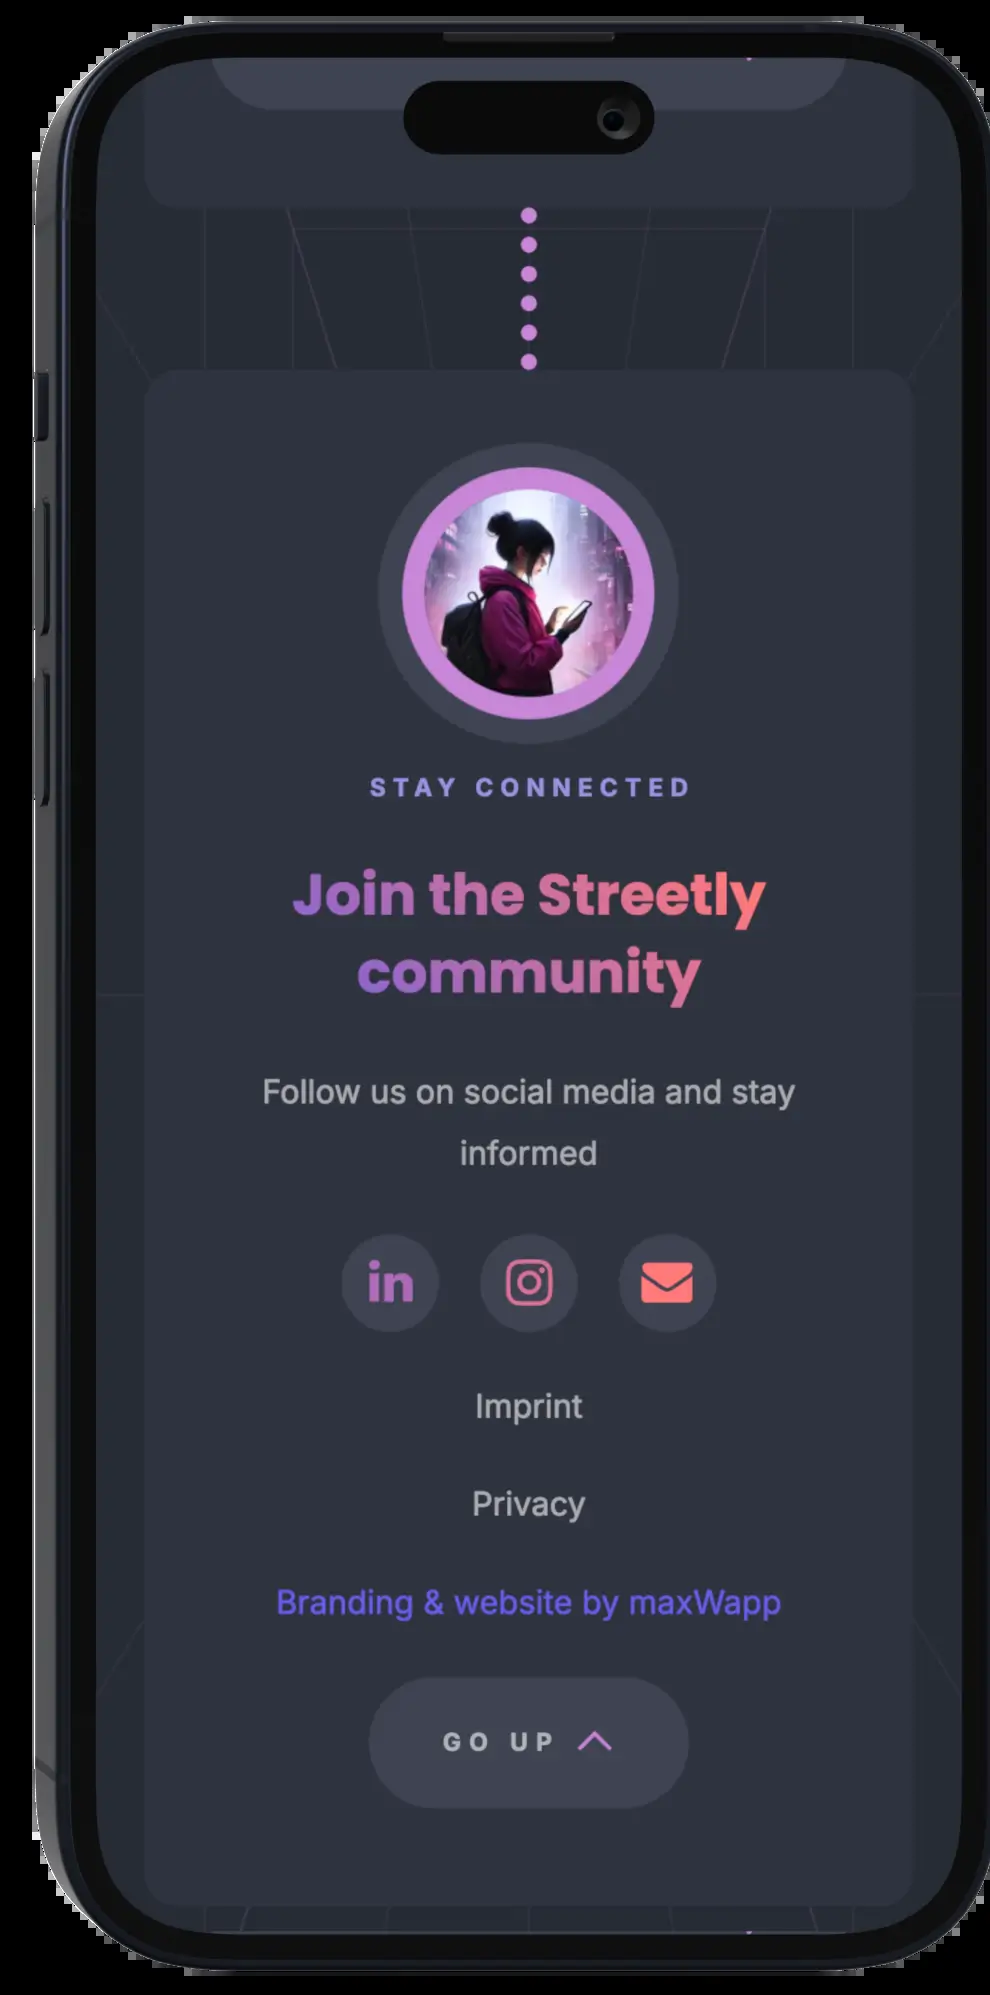 STAY CONNECTED
Join the Streetly
community
Follow us on social media and stay
informed
in
Imprint
Privacy
Branding & website by maxWapp
GO UP